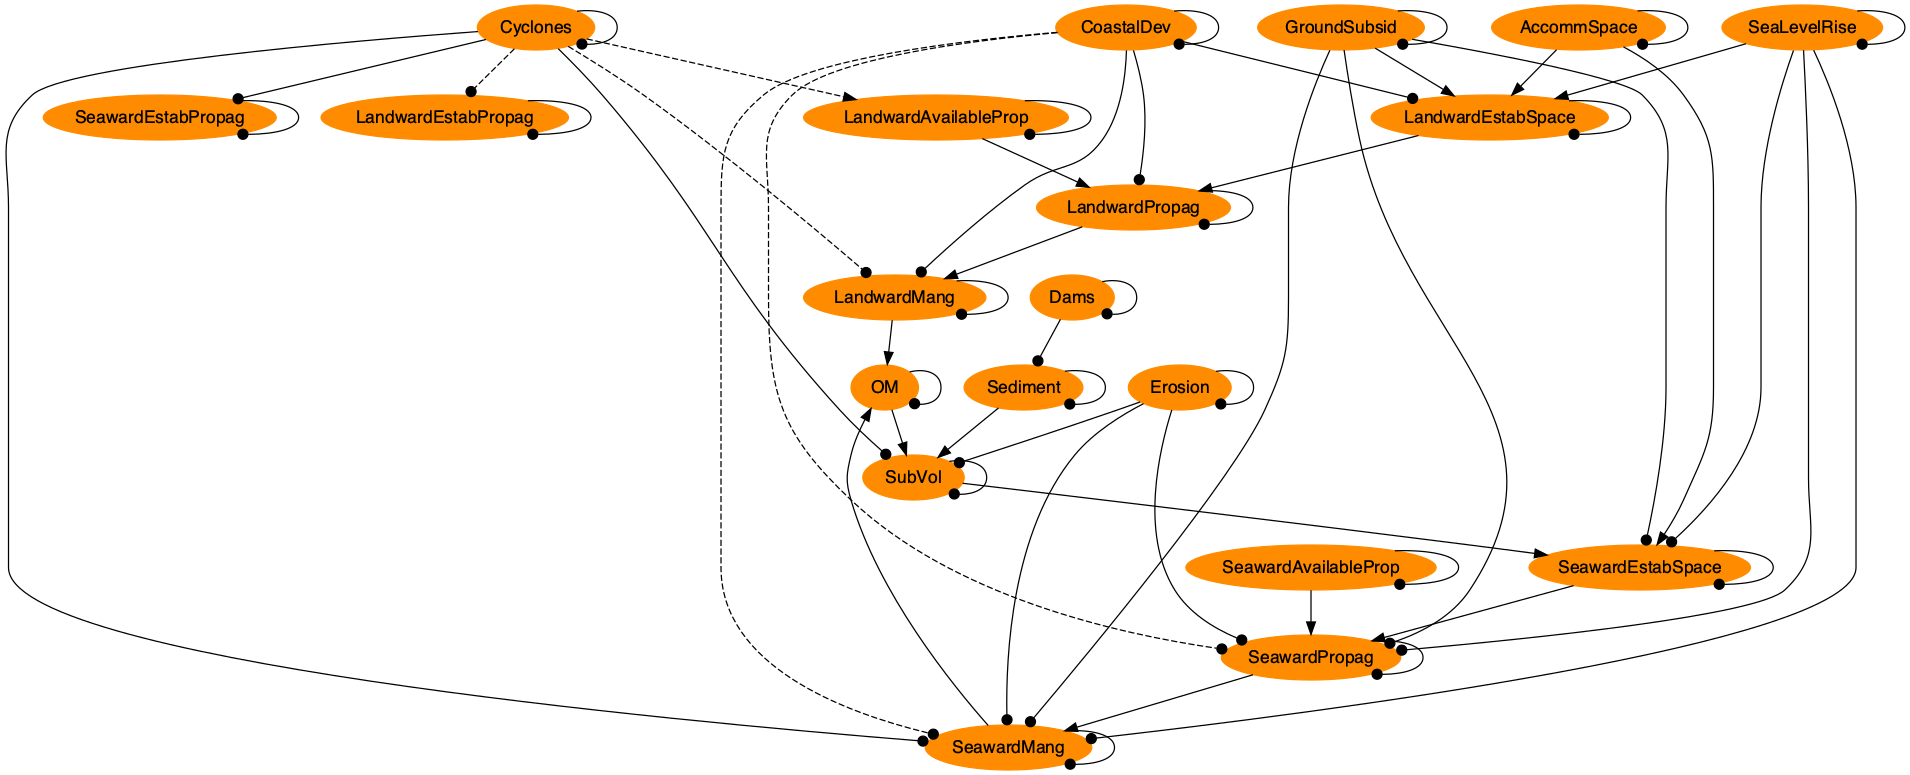 Cyclones
CoastalDev
GroundSubsid
AccommSpace
SeaLevelRise
SeawardEstabPropag
LandwardEstabPropag
LandwardAvailableProp
LandwardEstabSpace
LandwardPropag
LandwardMang
Dams
OM
Sediment
Erosion
SubVol
SeawardAvailableProp
SeawardEstabSpace
SeawardPropag
SeawardMang